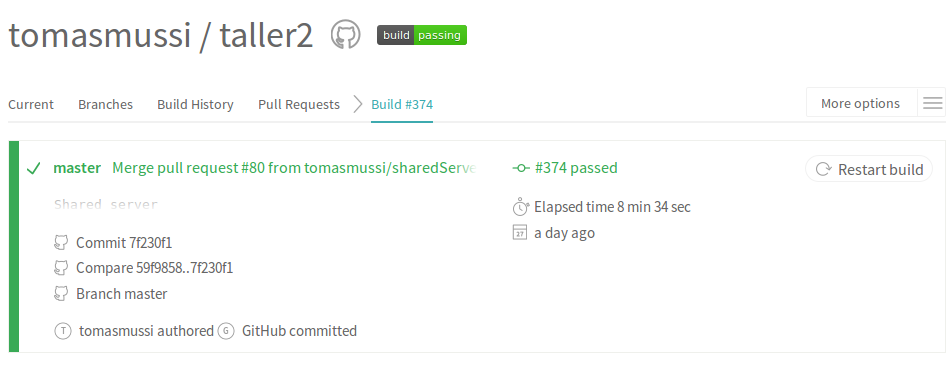 tomasmussi / taller2 build passing
Current Branches Build History Pull Requests Build #374 More options
master Merge pull request #80 from tomasmussi/sharedServe #374 passed Restart build
Shared server Elapsed time 8 min 34 sec
a day ago
Commit 7f230f1
Compare 59f9858..7f230f1
Branch master
T tomasmussi authored G GitHub committed